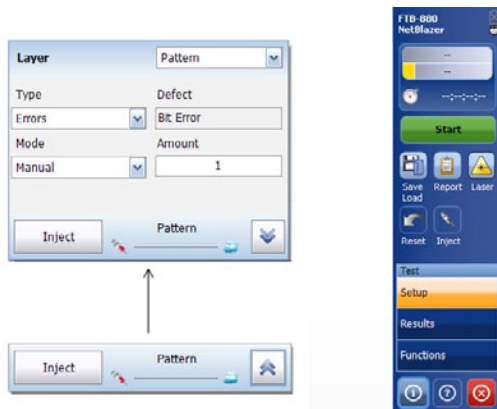 Layer
Pattern
Type
Defect
Errors
Bit Error
Mode
Amount
Manual
1
Inject
Pattern
Inject
Pattern
FTB-880
NetBlazer
--
--
--:--:--
Start
Save
Load
Report
Laser
Reset
Inject
Test
Setup
Results
Functions